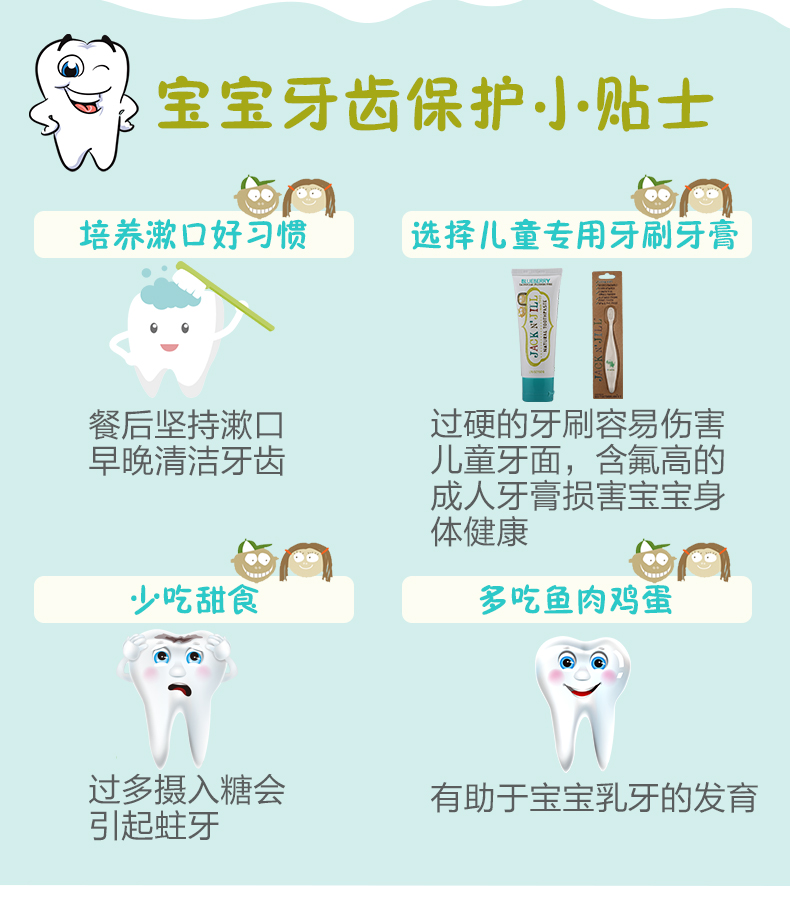 宝宝牙齿保护小贴士
培养漱口好习惯
餐后坚持漱口
早晚清洁牙齿
选择儿童专用牙刷牙膏
BLUEBERRY
JACK N' JILL
NATURAL TOOTHPASTE
JACK N' JILL
过硬的牙刷容易伤害
儿童牙面，含氟高的
成人牙膏损害宝宝身
体健康
少吃甜食
过多摄入糖会
引起蛀牙
多吃鱼肉鸡蛋
有助于宝宝乳牙的发育